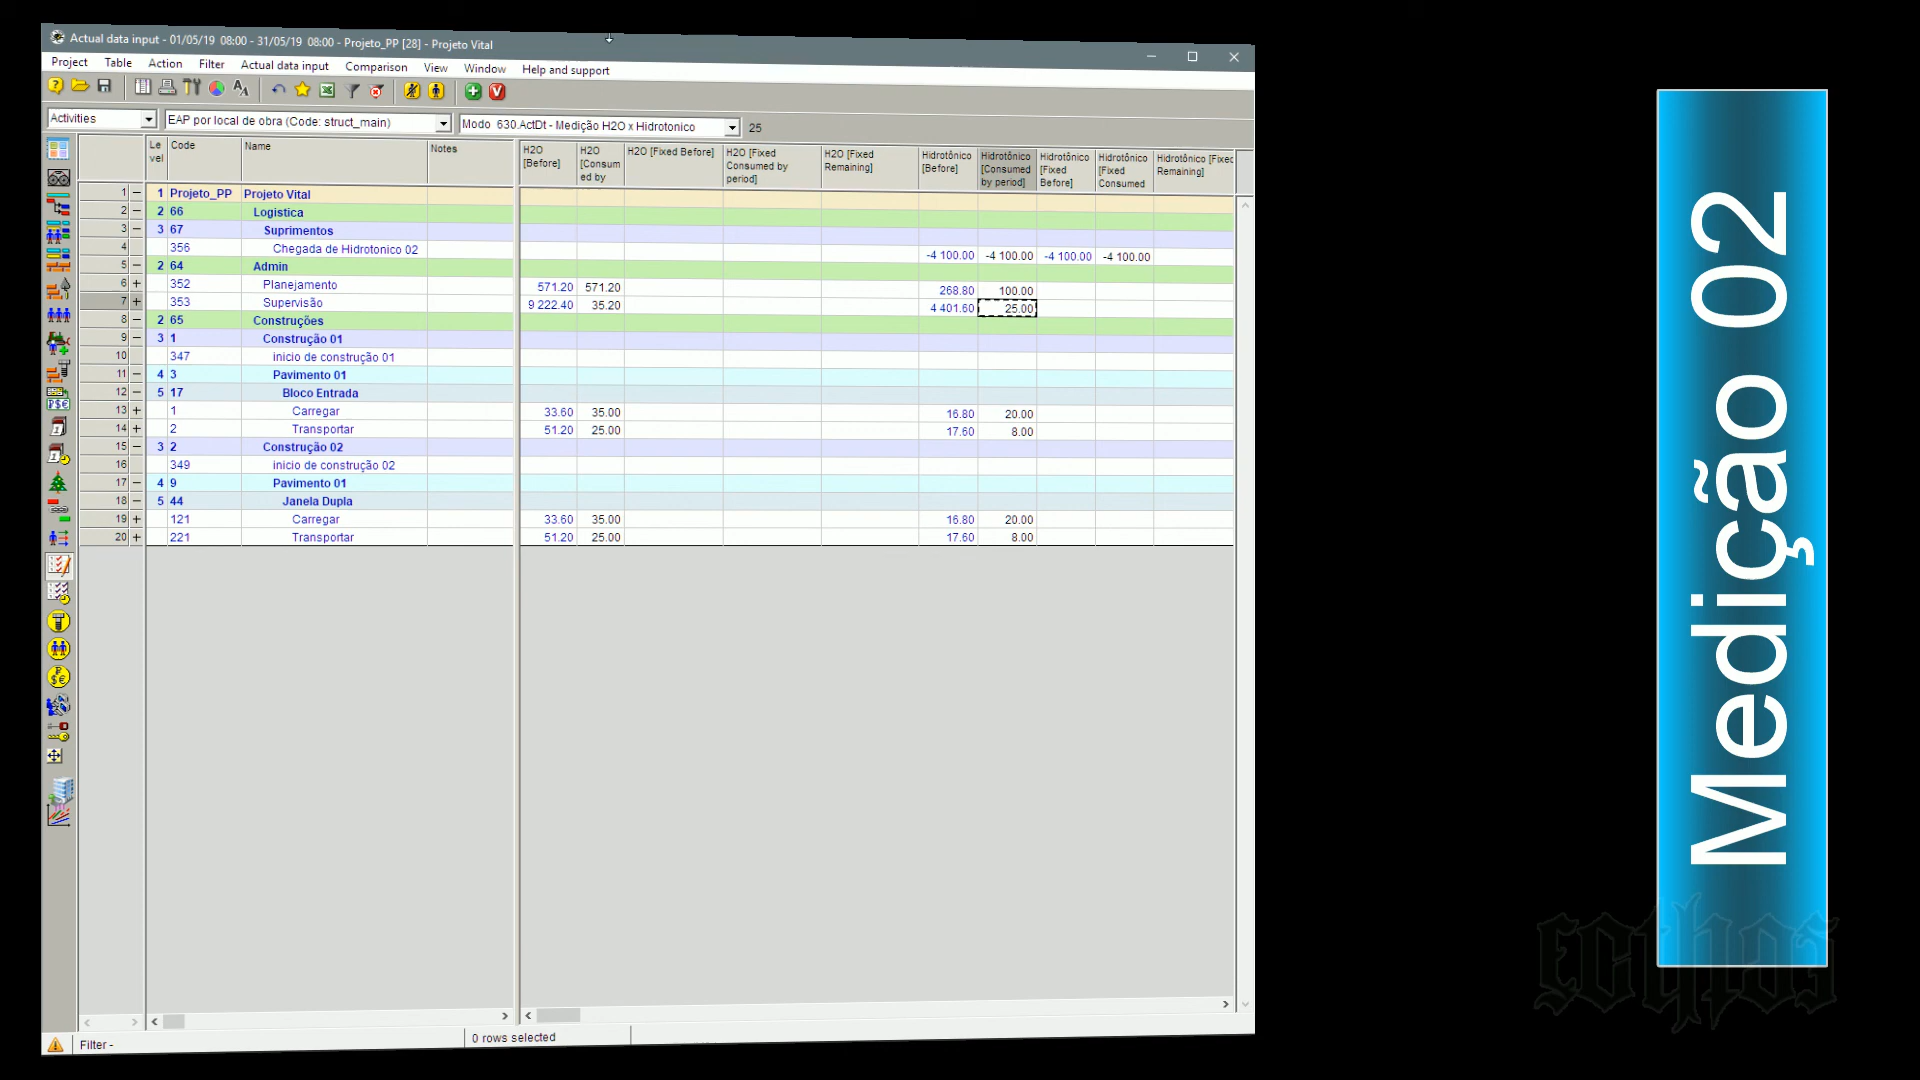 Actual data input - 01/05/19 08:00 - 31/05/19 08:00 - Projeto_PP [28] - Projeto Vital
Project Table Action Filter Actual data input Comparison View Window Help and support
Activities EAP por local de obra (Code: struct_main) Modo 630.ActDt - Medição H2O x Hidrotonico 25
Le vel Code Name Notes H2O [Before] H2O [Consum ed by H2O [Fixed Before] H2O [Fixed Consumed by period] H2O [Fixed Remaining] Hidrotônico [Before] Hidrotônico [Consumed by period] Hidrotônico [Fixed Before] Hidrotônico [Fixed Consumed Hidrotônico [Fixed Remaining]
1 1 Projeto_PP Projeto Vital
2 2 66 Logistica
3 3 67 Suprimentos
4 356 Chegada de Hidrotonico 02 -4 100.00 -4 100.00 -4 100.00 -4 100.00
5 2 64 Admin
6 352 Planejamento 571.20 571.20 268.80 100.00
7 353 Supervisão 9 222.40 35.20 4 401.60 25.00
8 2 65 Construções
9 3 1 Construção 01
10 347 inicio de construção 01
11 4 3 Pavimento 01
12 5 17 Bloco Entrada
13 1 Carregar 33.60 35.00 16.80 20.00
14 2 Transportar 51.20 25.00 17.60 8.00
15 3 2 Construção 02
16 349 inicio de construção 02
17 4 9 Pavimento 01
18 5 44 Janela Dupla
19 121 Carregar 33.60 35.00 16.80 20.00
20 221 Transportar 51.20 25.00 17.60 8.00
Filter - 0 rows selected
Medição 02